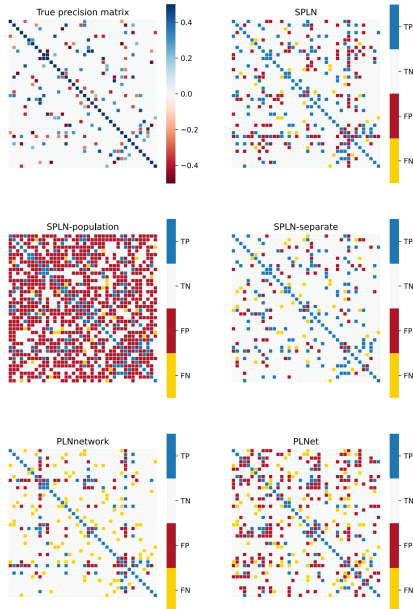 True precision matrix
0.4
0.2
0.0
−0.2
−0.4
SPLN
TP
TN
FP
FN
SPLN-population
TP
TN
FP
FN
SPLN-separate
TP
TN
FP
FN
PLNnetwork
TP
TN
FP
FN
PLNet
TP
TN
FP
FN